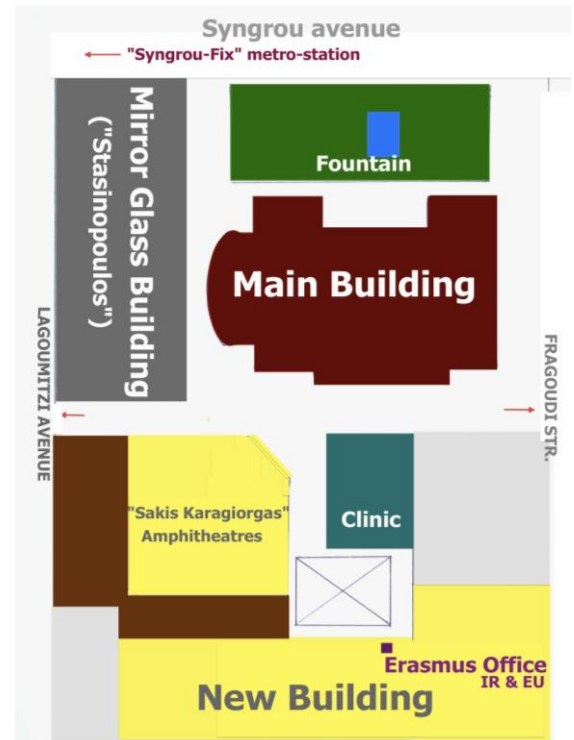 Syngrou avenue
"Syngrou-Fix" metro-station
Mirror Glass Building
("Stasinopoulos")
Fountain
Main Building
LAGOUMITZI AVENUE
FRAGOUDI STR.
"Sakis Karagiorgas"
Amphitheatres
Clinic
Erasmus Office
IR & EU
New Building